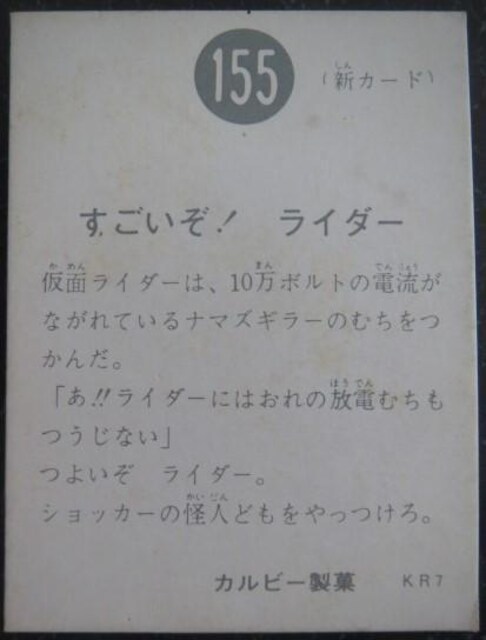 155
(新カード)
すごいぞ! ライダー
仮面ライダーは、10万ボルトの電流が
ながれているナマズギラーのむちをつ
かんだ。
「あ!!ライダーにはおれの放電むちも
つうじない」
つよいぞ ライダー。
ショッカーの怪人どもをやっつけろ。
カルビー製菓 KR7